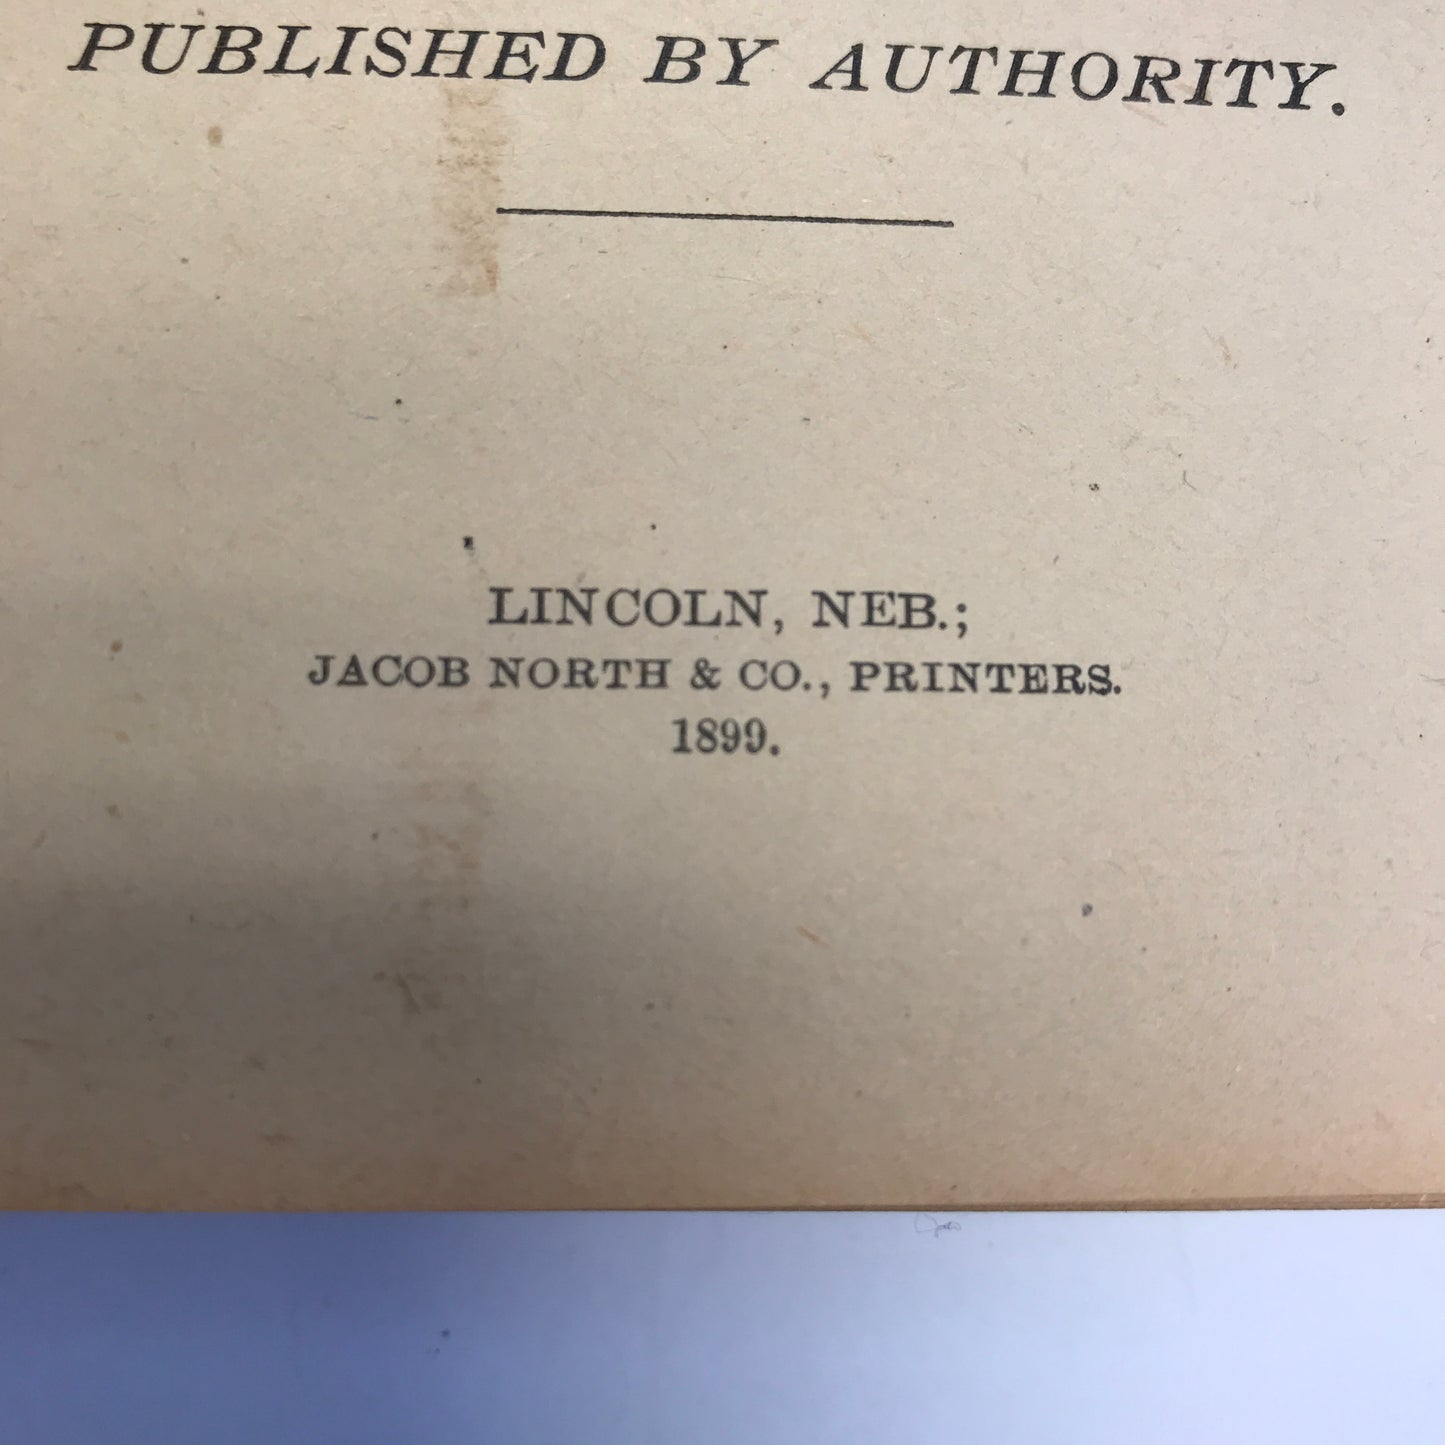 PUBLISHED BY AUTHORITY.
LINCOLN, NEB.;
JACOB NORTH & CO., PRINTERS.
1899.